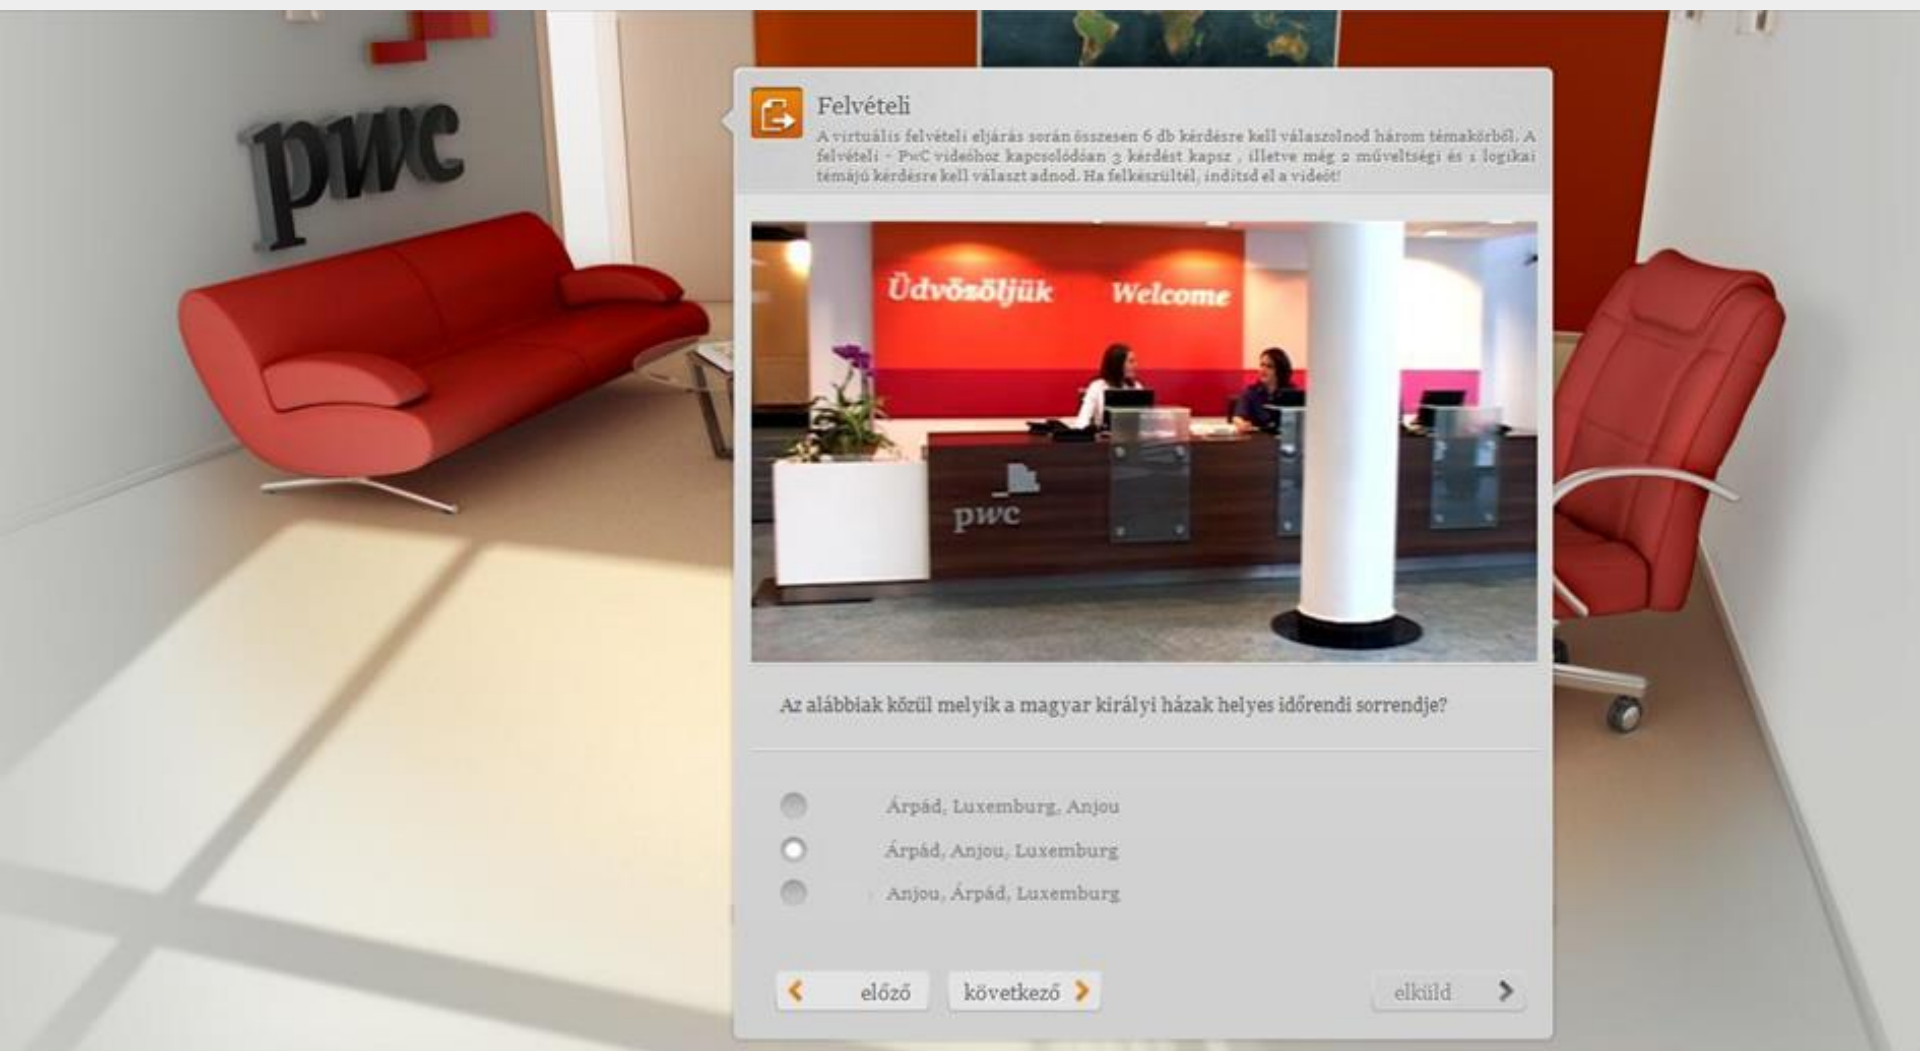 pwc
Felvételi
A virtuális felvételi eljárás során összesen 6 db kérdésre kell válaszolnod három témakörből. A
felvételi - PwC videóhoz kapcsolódóan 3 kérdést kapsz , illetve még 2 műveltségi és 1 logikai
témájú kérdésre kell választ adnod. Ha felkészültél, indítsd el a videót!
Üdvözöljük Welcome
pwc
Az alábbiak közül melyik a magyar királyi házak helyes időrendi sorrendje?
Árpád, Luxemburg, Anjou
Árpád, Anjou, Luxemburg
Anjou, Árpád, Luxemburg
előző következő elküld